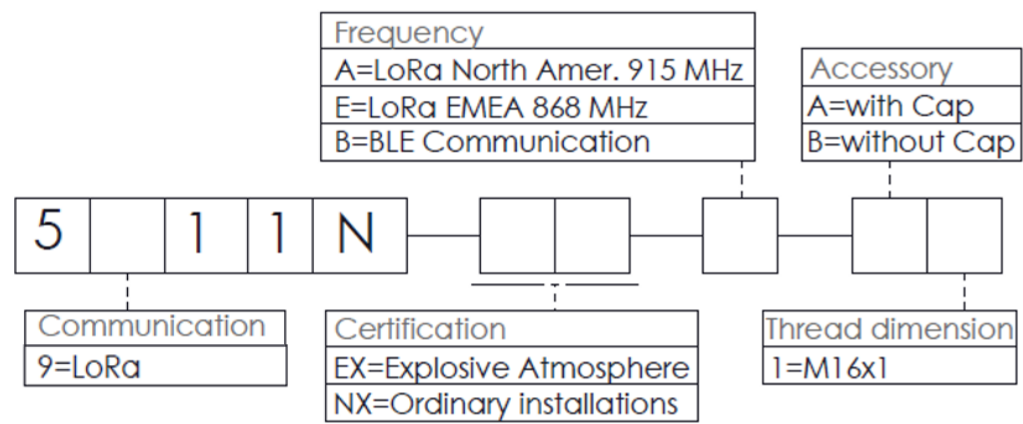 Frequency
A=LoRa North Amer. 915 MHz
E=LoRa EMEA 868 MHz
B=BLE Communication
Accessory
A=with Cap
B=without Cap
5 1 1 N
Communication
9=LoRa
Certification
EX=Explosive Atmosphere
NX=Ordinary installations
Thread dimension
1=M16x1